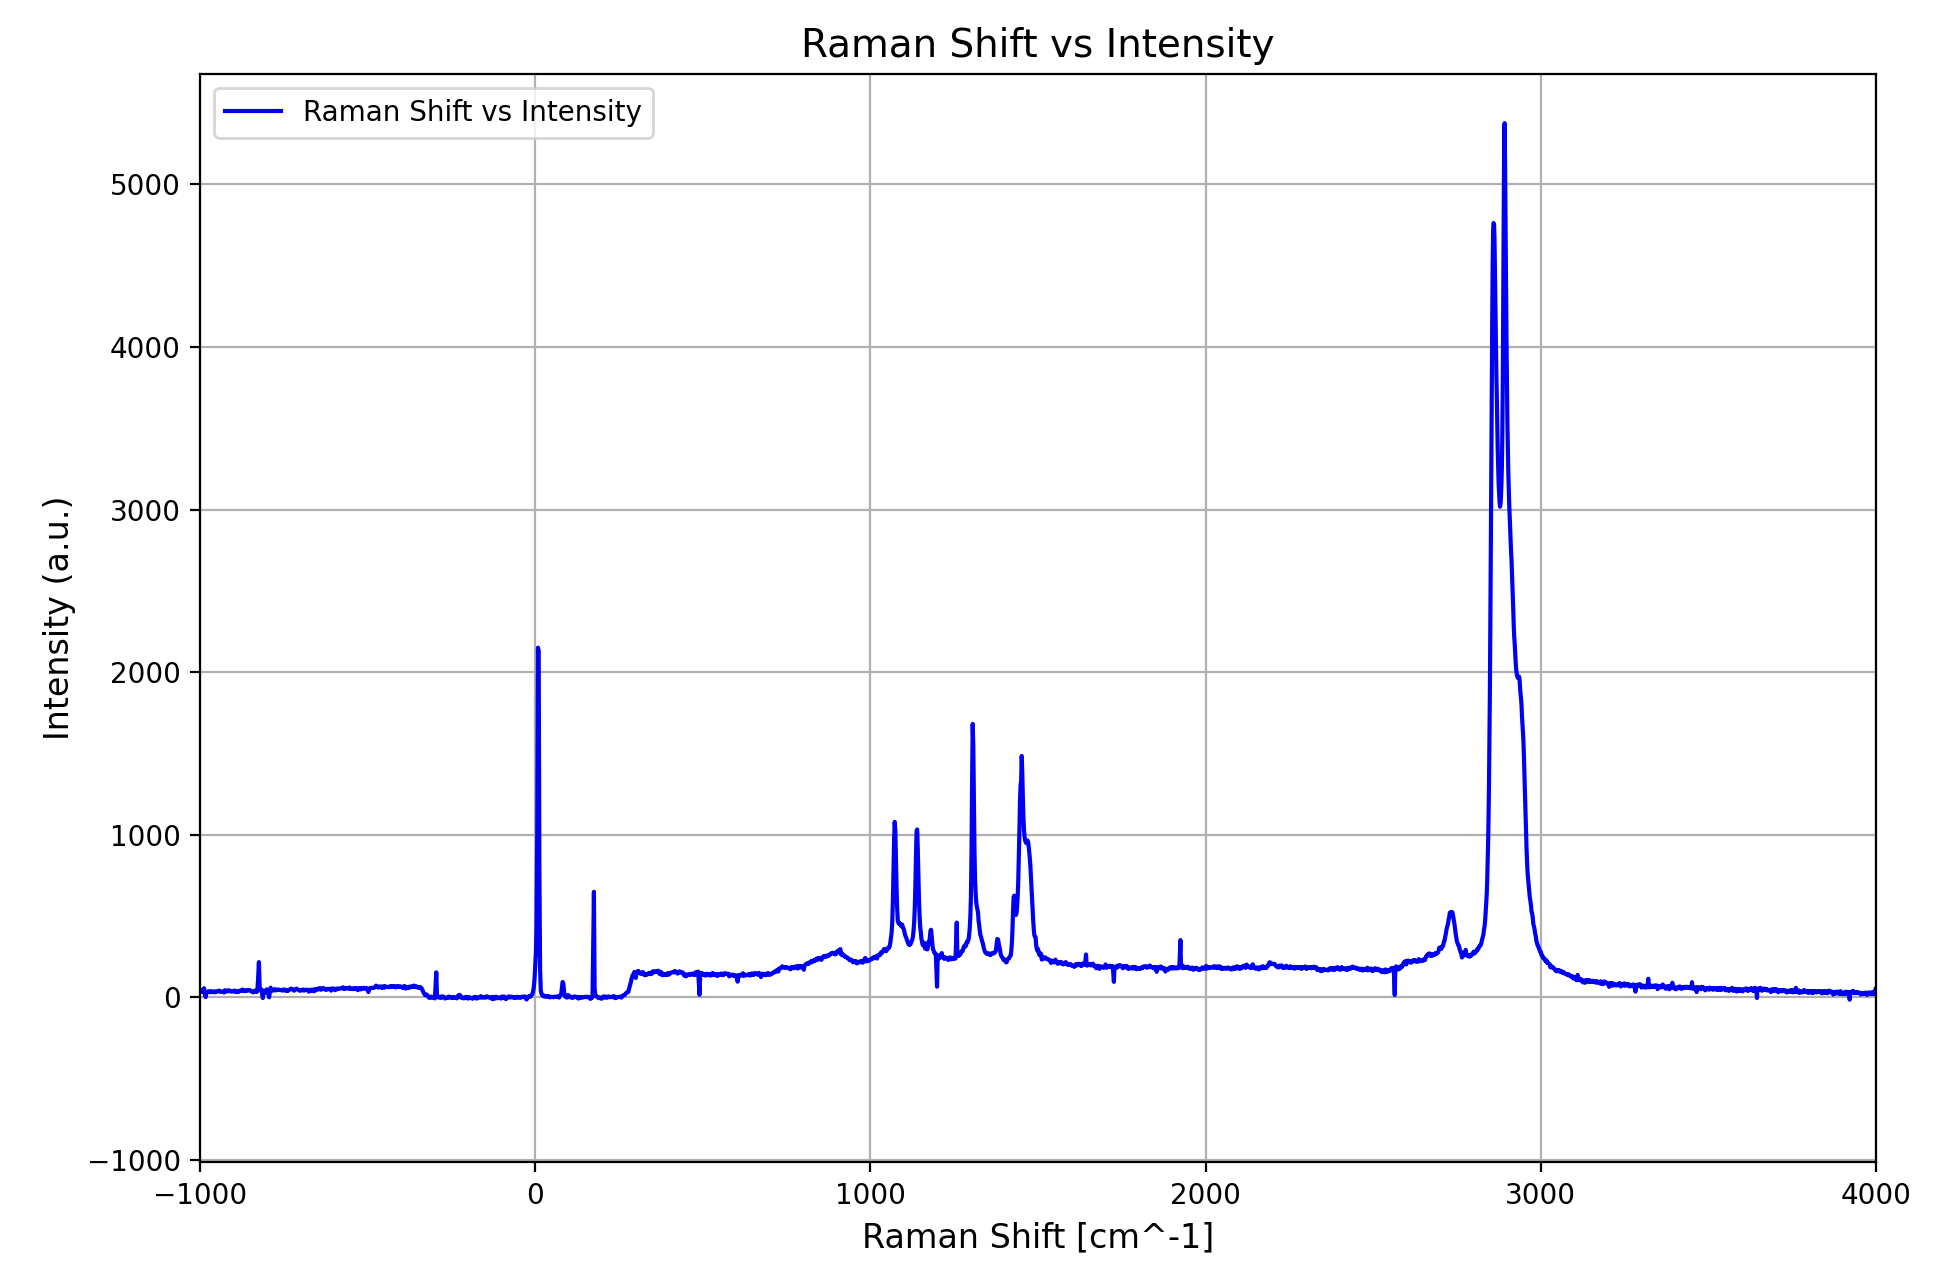 Raman Shift vs Intensity
Raman Shift vs Intensity
5000
4000
3000
2000
1000
0
−1000
Intensity (a.u.)
−1000 0 1000 2000 3000 4000
Raman Shift [cm^-1]